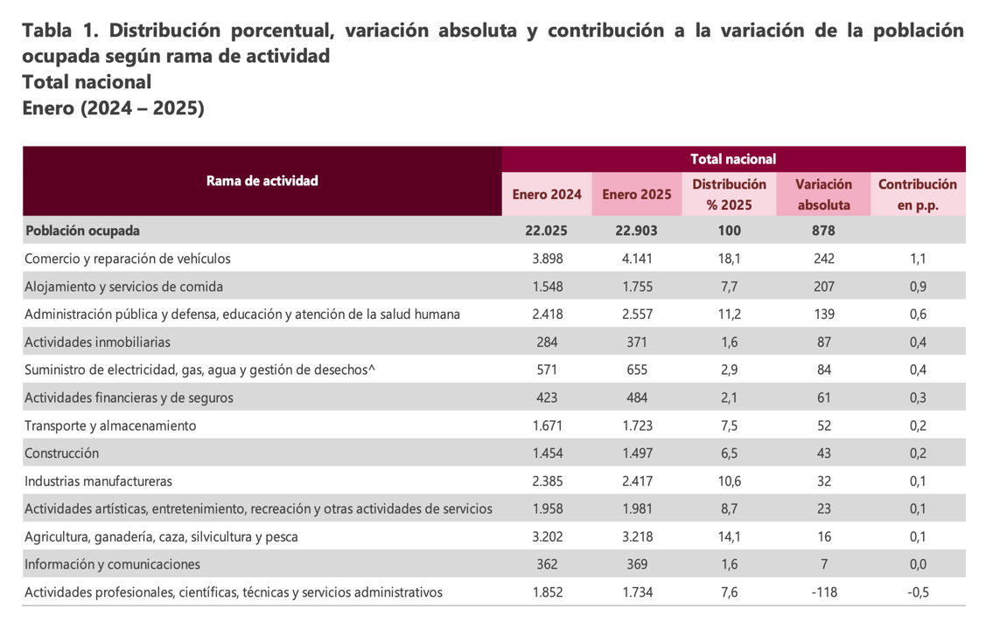 Tabla 1. Distribución porcentual, variación absoluta y contribución a la variación de la población
ocupada según rama de actividad
Total nacional
Enero (2024 – 2025)
Rama de actividad
Total nacional
Enero 2024 Enero 2025 Distribución % 2025 Variación absoluta Contribución en p.p.
Población ocupada 22.025 22.903 100 878
Comercio y reparación de vehículos 3.898 4.141 18,1 242 1,1
Alojamiento y servicios de comida 1.548 1.755 7,7 207 0,9
Administración pública y defensa, educación y atención de la salud humana 2.418 2.557 11,2 139 0,6
Actividades inmobiliarias 284 371 1,6 87 0,4
Suministro de electricidad, gas, agua y gestión de desechos^ 571 655 2,9 84 0,4
Actividades financieras y de seguros 423 484 2,1 61 0,3
Transporte y almacenamiento 1.671 1.723 7,5 52 0,2
Construcción 1.454 1.497 6,5 43 0,2
Industrias manufactureras 2.385 2.417 10,6 32 0,1
Actividades artísticas, entretenimiento, recreación y otras actividades de servicios 1.958 1.981 8,7 23 0,1
Agricultura, ganadería, caza, silvicultura y pesca 3.202 3.218 14,1 16 0,1
Información y comunicaciones 362 369 1,6 7 0,0
Actividades profesionales, científicas, técnicas y servicios administrativos 1.852 1.734 7,6 -118 -0,5